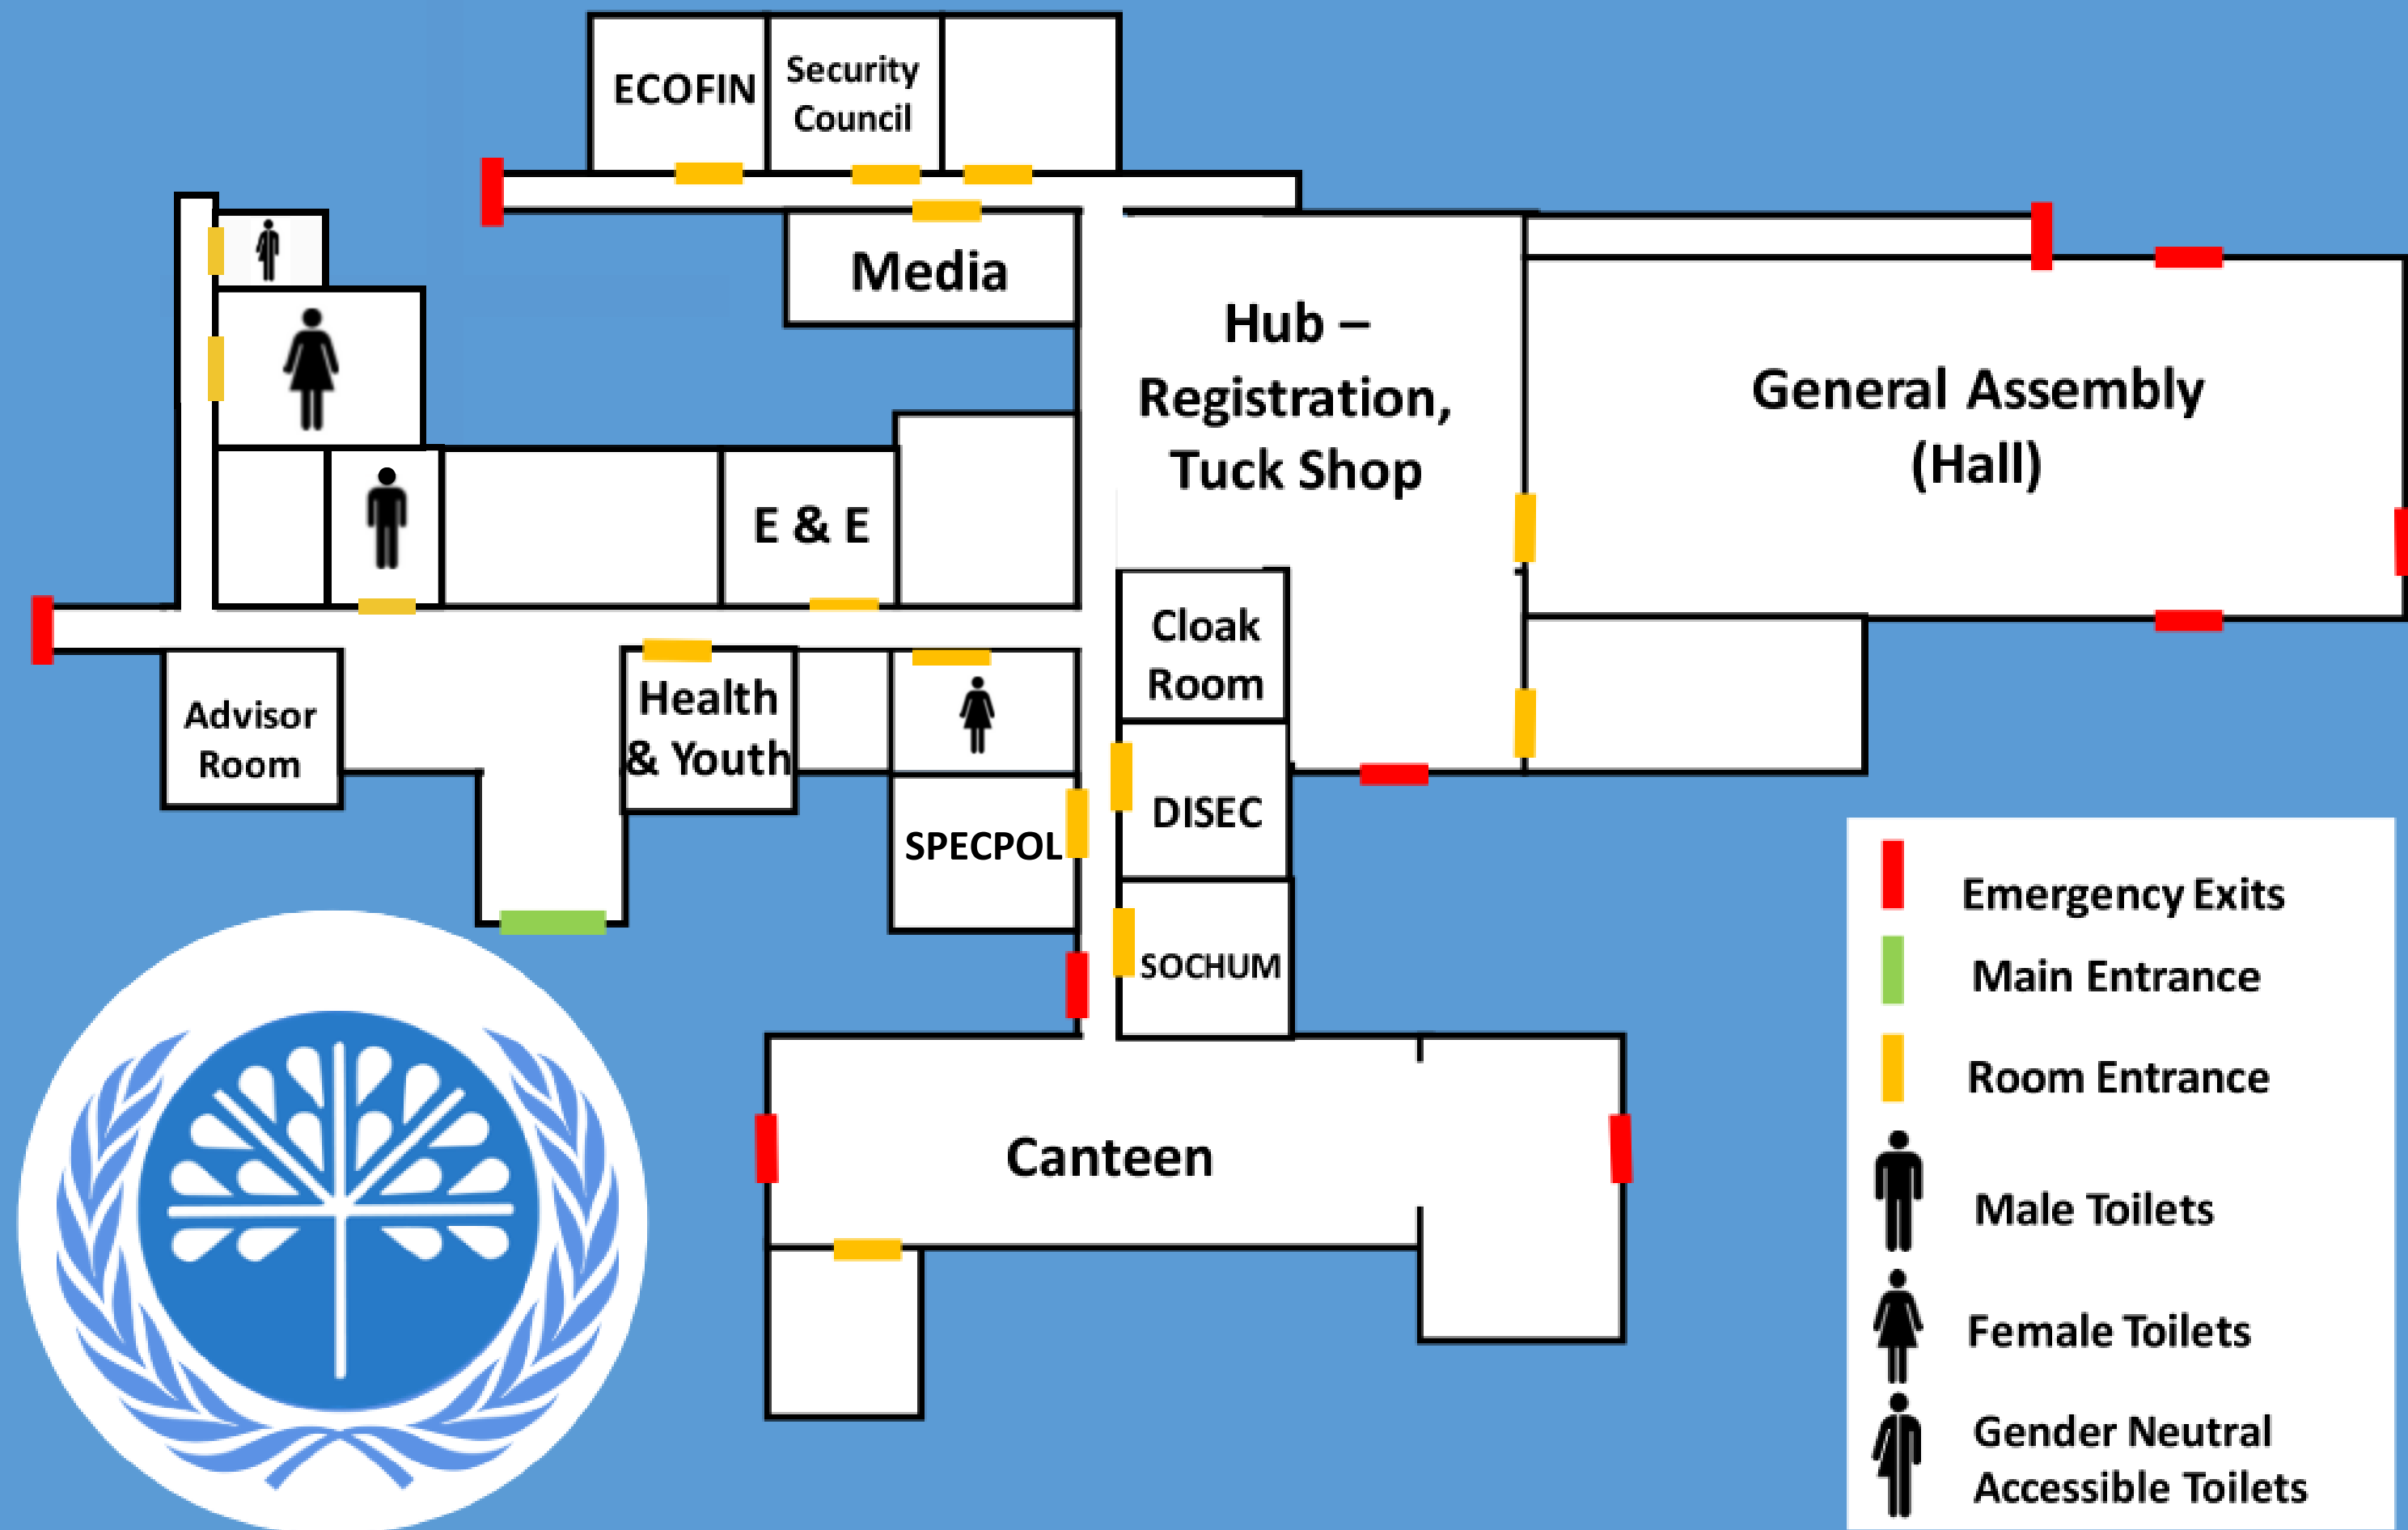 ECOFIN
Security
Council
Media
Hub –
Registration,
Tuck Shop
General Assembly
(Hall)
E & E
Cloak
Room
Health
& Youth
Advisor
Room
DISEC
SPECPOL
SOCHUM
Canteen
Emergency Exits
Main Entrance
Room Entrance
Male Toilets
Female Toilets
Gender Neutral
Accessible Toilets